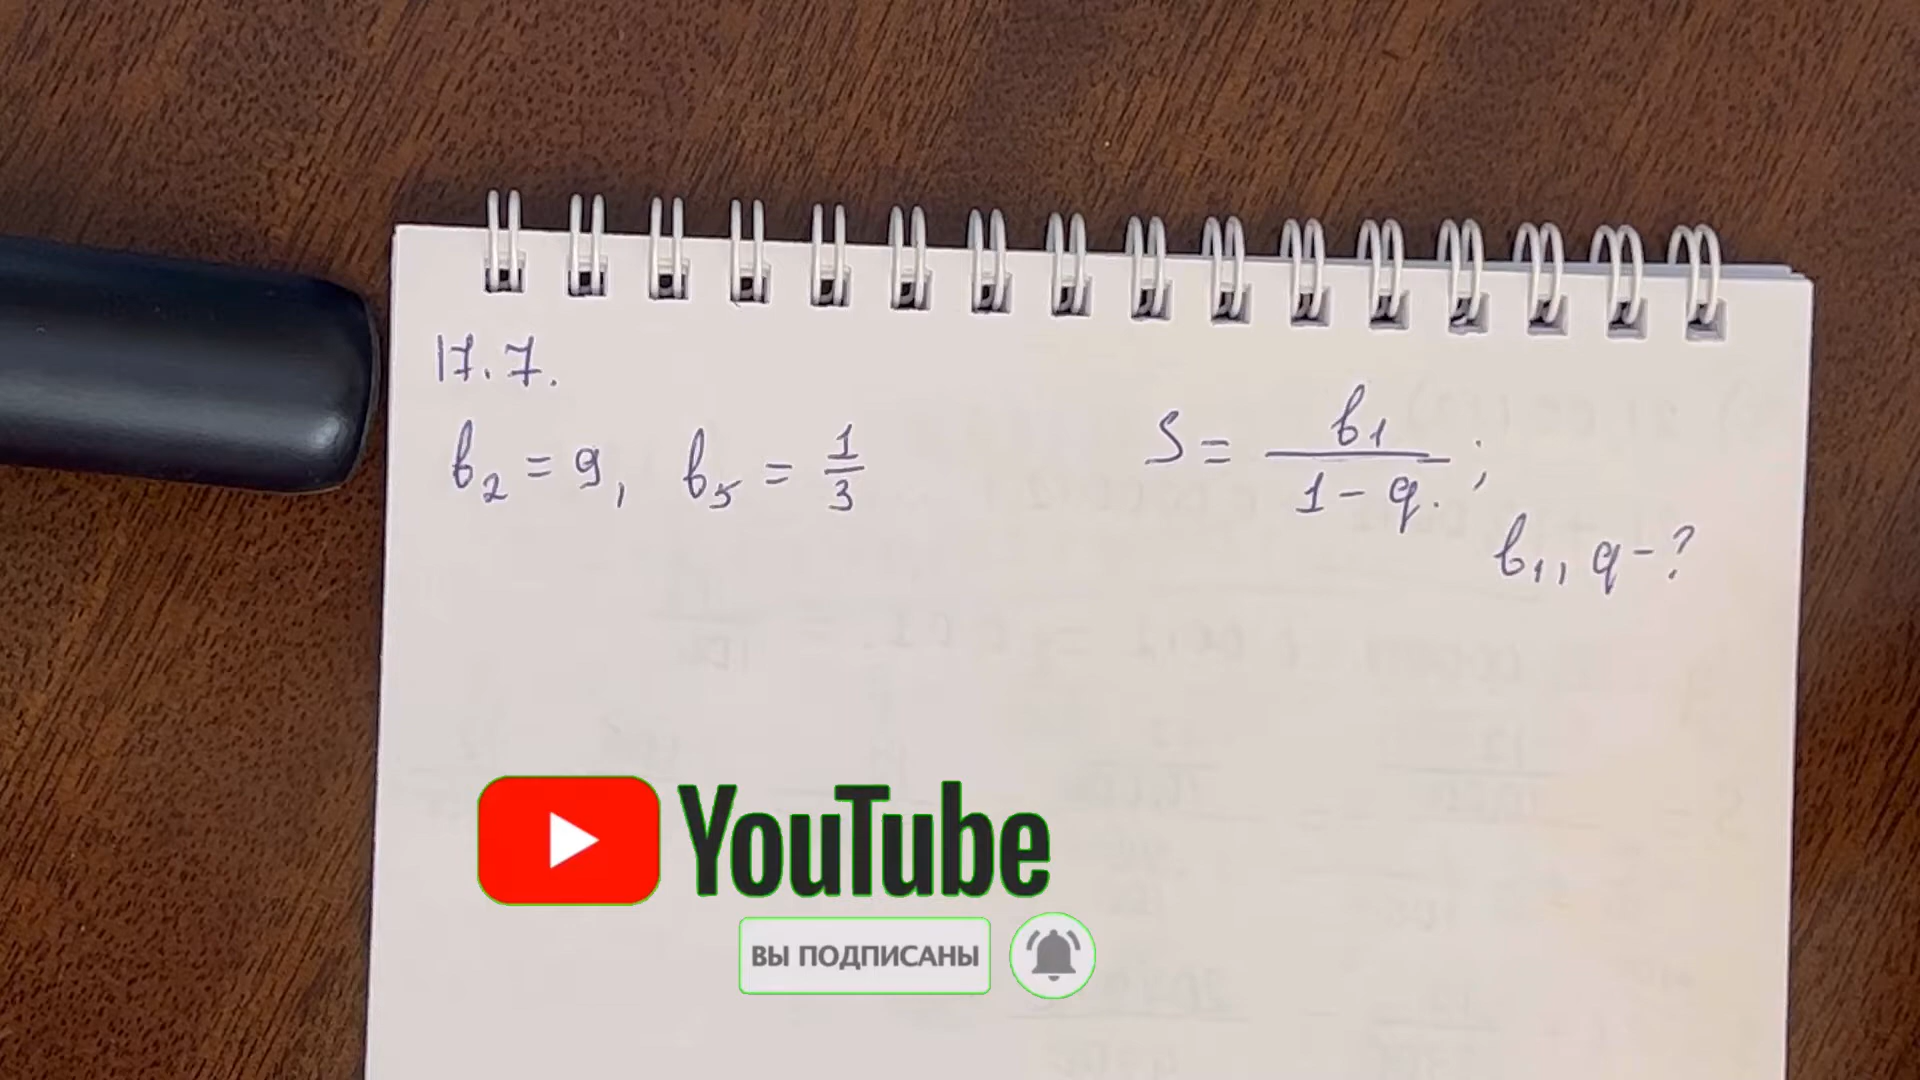 17.7.
b₂ = 9, b₅ = 1/3
S = b₁/(1 - q) ;
b₁, q - ?
YouTube
ВЫ ПОДПИСАНЫ